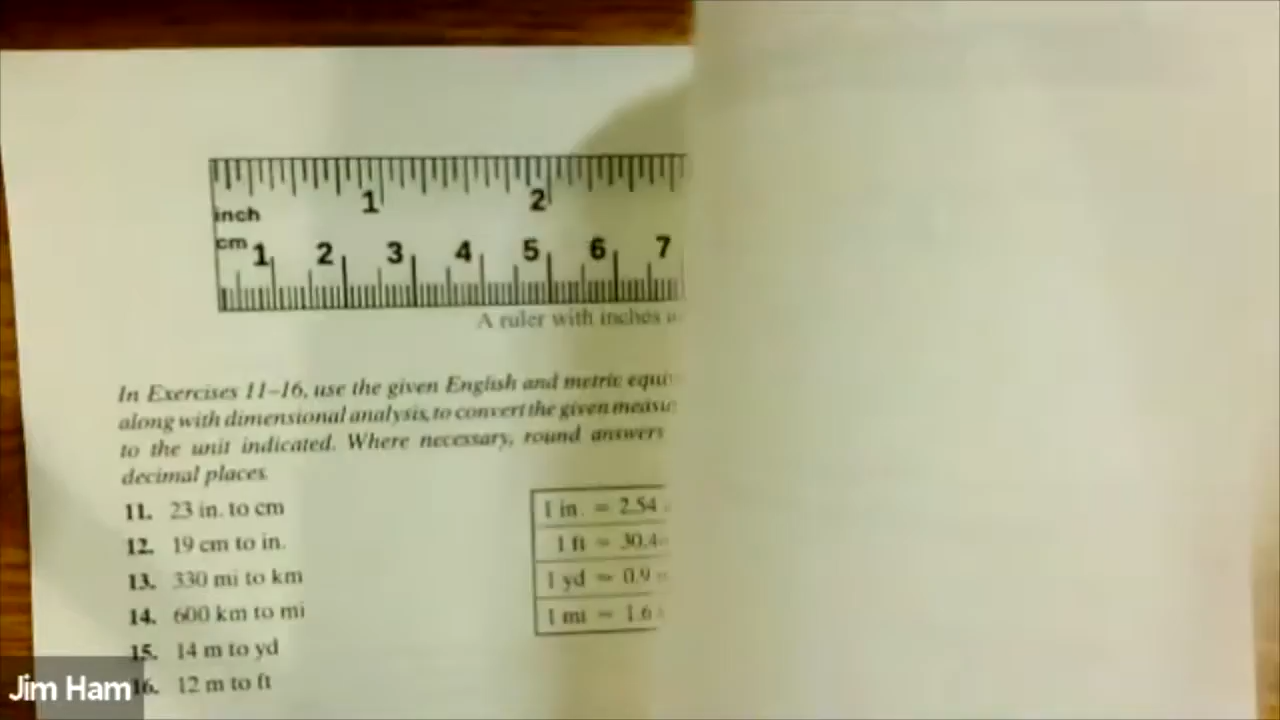 1 2
inch
cm 1 2 3 4 5 6 7
A ruler with inches
In Exercises 11–16, use the given English and metric
along with dimensional analysis, to convert the given
to the unit indicated. Where necessary, round answers
decimal places.
11. 23 in. to cm
12. 19 cm to in.
13. 330 mi to km
14. 600 km to mi
15. 14 m to yd
16. 12 m to ft
1 in. = 2.54
1 ft = 30.4
1 yd = 0.9
1 mi = 1.6
Jim Ham